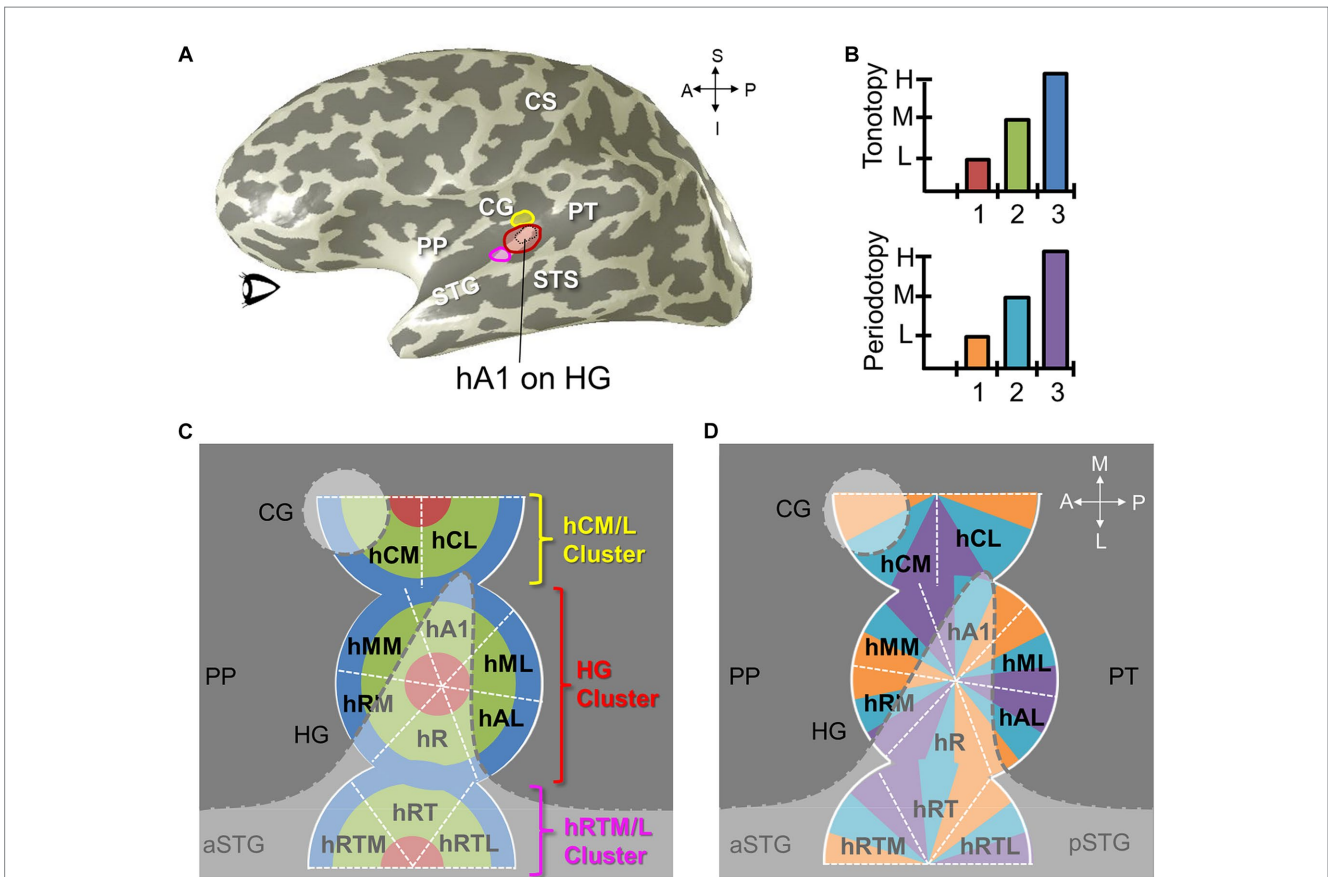 A
S
A P
I
CS
CG
PT
PP
STS
STG
hA1 on HG
B
Tonotopy
H
M
L
1 2 3
Periodotopy
H
M
L
1 2 3
C
CG
hCM
hCL
hCM/L
Cluster
hA1
hMM
hML
PP
HG
Cluster
hRM
hAL
HG
hR
hRT
hRTM
hRTL
hRTM/L
Cluster
aSTG
D
M
A P
L
CG
hCL
hCM
hA1
hMM
hML
PP
PT
hRM
hAL
HG
hR
hRT
hRTM
hRTL
aSTG
pSTG